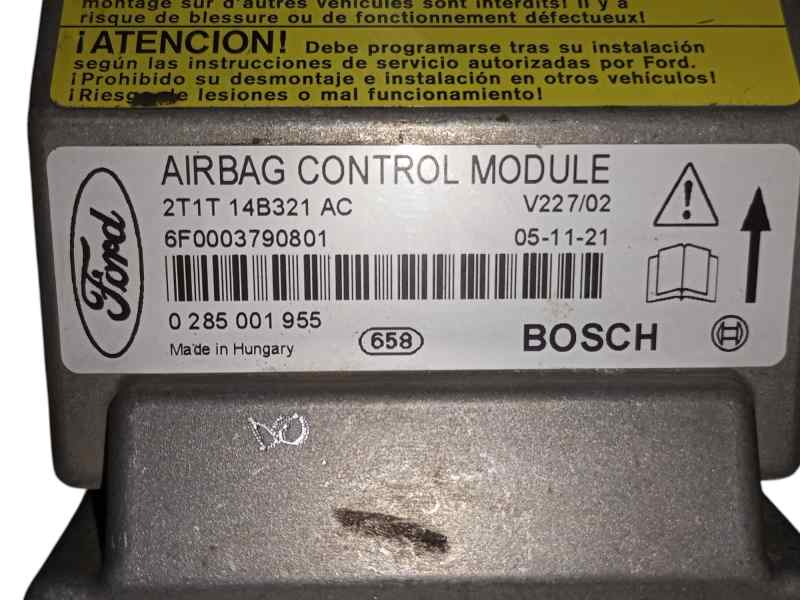 montage sur d'autres véhicules sont interdits! Il y a
risque de blessure ou de fonctionnement défectueux!
¡ATENCION! Debe programarse tras su instalación
según las instrucciones de servicio autorizadas por Ford.
¡Prohibido su desmontaje e instalación en otros vehículos!
¡Riesgo de lesiones o mal funcionamiento!
Ford
AIRBAG CONTROL MODULE
2T1T 14B321 AC V227/02
6F0003790801 05-11-21
0 285 001 955
Made in Hungary 658 BOSCH